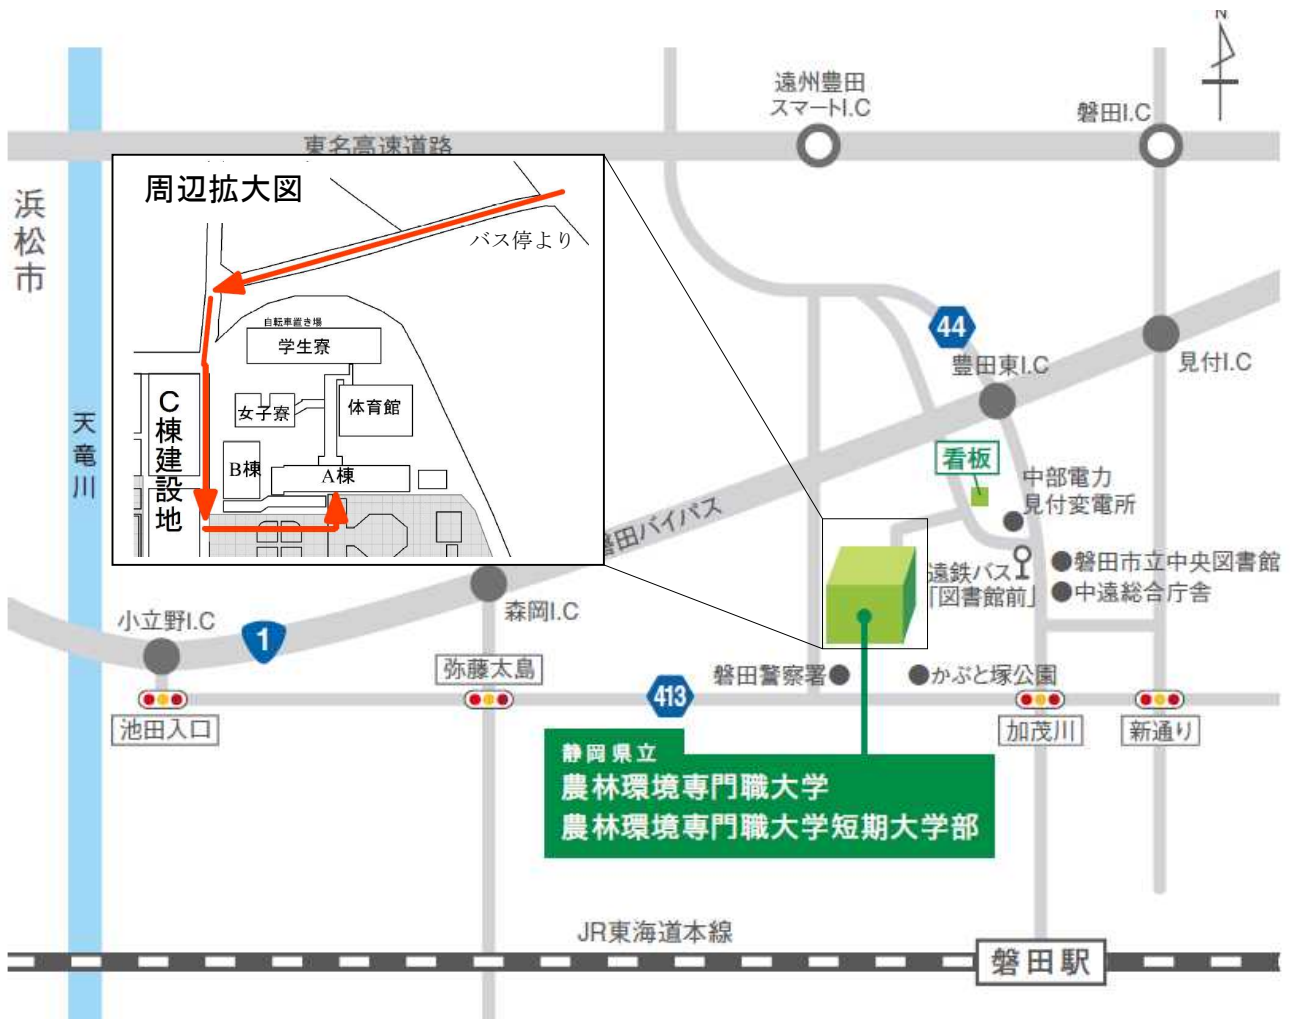 N
遠州豊田
スマートI.C
磐田I.C
東名高速道路
浜松市
周辺拡大図
バス停より
自転車置き場
学生寮
女子寮
体育館
C棟建設地
B棟
A棟
天竜川
44
豊田東I.C
見付I.C
看板
中部電力
見付変電所
磐田バイパス
遠鉄バス
「図書館前」
磐田市立中央図書館
中遠総合庁舎
小立野I.C
1
森岡I.C
弥藤太島
磐田警察署
かぶと塚公園
413
池田入口
加茂川
新通り
静岡県立
農林環境専門職大学
農林環境専門職大学短期大学部
JR東海道本線
磐田駅